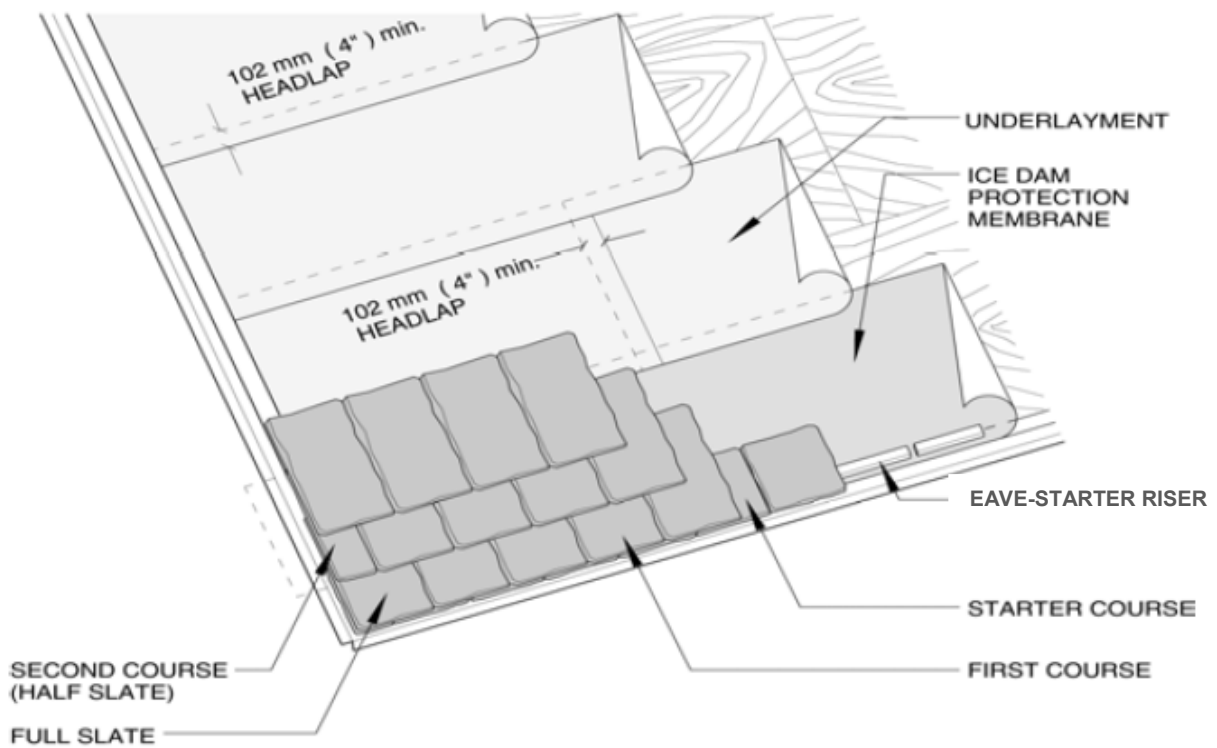 102 mm ( 4" ) min.
HEADLAP
UNDERLAYMENT
ICE DAM
PROTECTION
MEMBRANE
102 mm ( 4" ) min.
HEADLAP
EAVE-STARTER RISER
STARTER COURSE
SECOND COURSE
(HALF SLATE)
FIRST COURSE
FULL SLATE